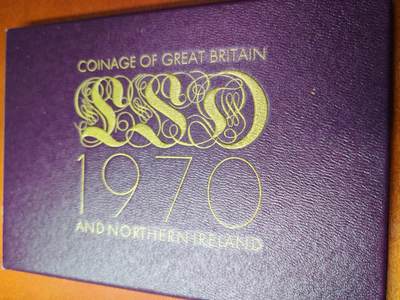 COINAGE OF GREAT BRITAIN
LSD
1970
AND NORTHERN IRELAND